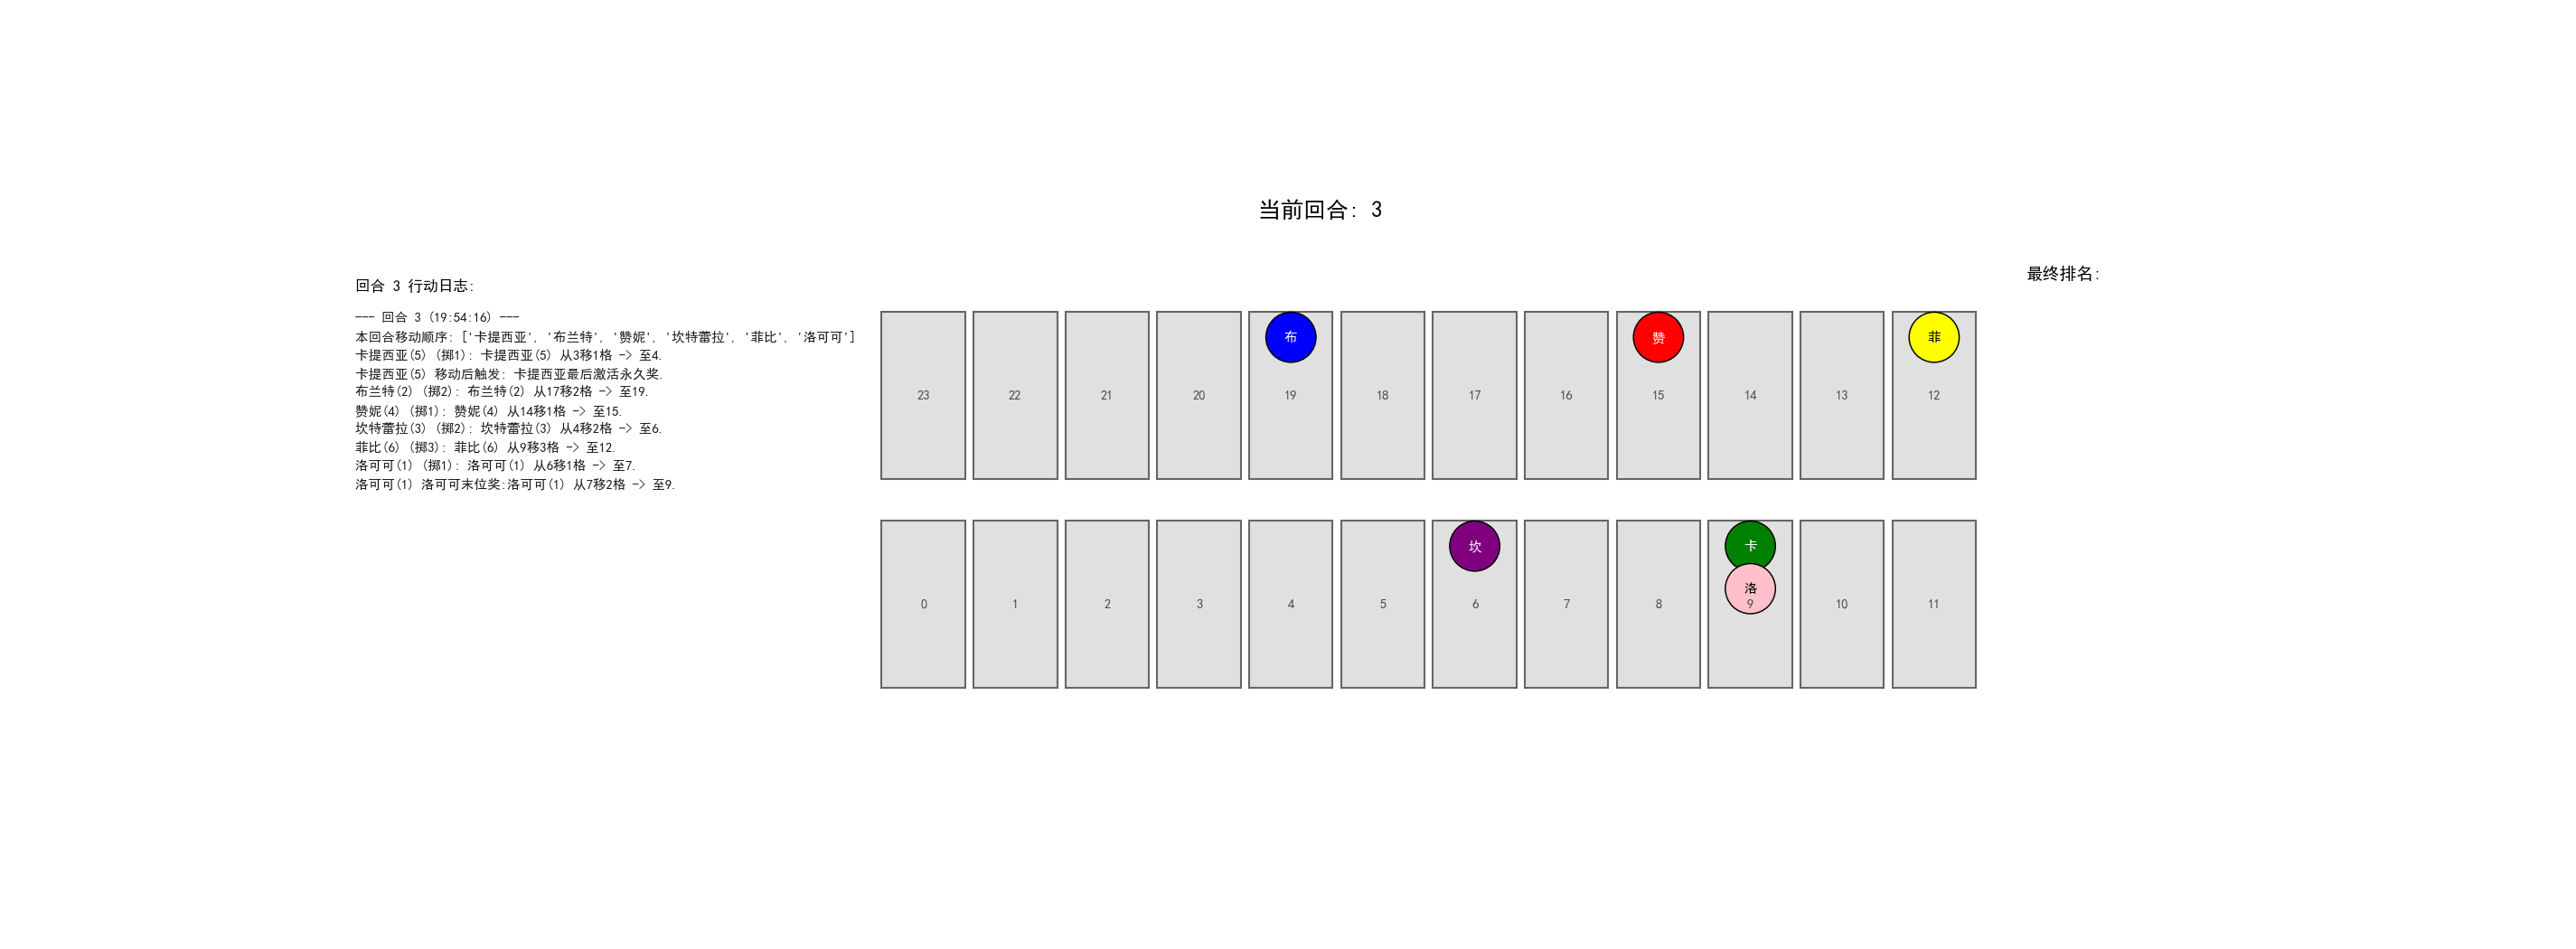 当前回合: 3
最终排名:
回合 3 行动日志:
--- 回合 3 (19:54:16) ---
本回合移动顺序: ['卡提西亚', '布兰特', '赞妮', '坎特蕾拉', '菲比', '洛可可']
卡提西亚(5) (掷1): 卡提西亚(5) 从3移1格 -> 至4.
卡提西亚(5) 移动后触发: 卡提西亚最后激活永久奖.
布兰特(2) (掷2): 布兰特(2) 从17移2格 -> 至19.
赞妮(4) (掷1): 赞妮(4) 从14移1格 -> 至15.
坎特蕾拉(3) (掷2): 坎特蕾拉(3) 从4移2格 -> 至6.
菲比(6) (掷3): 菲比(6) 从9移3格 -> 至12.
洛可可(1) (掷1): 洛可可(1) 从6移1格 -> 至7.
洛可可(1) 洛可可末位奖:洛可可(1) 从7移2格 -> 至9.
布 赞 菲
23 22 21 20 19 18 17 16 15 14 13 12
坎 卡
洛
0 1 2 3 4 5 6 7 8 9 10 11